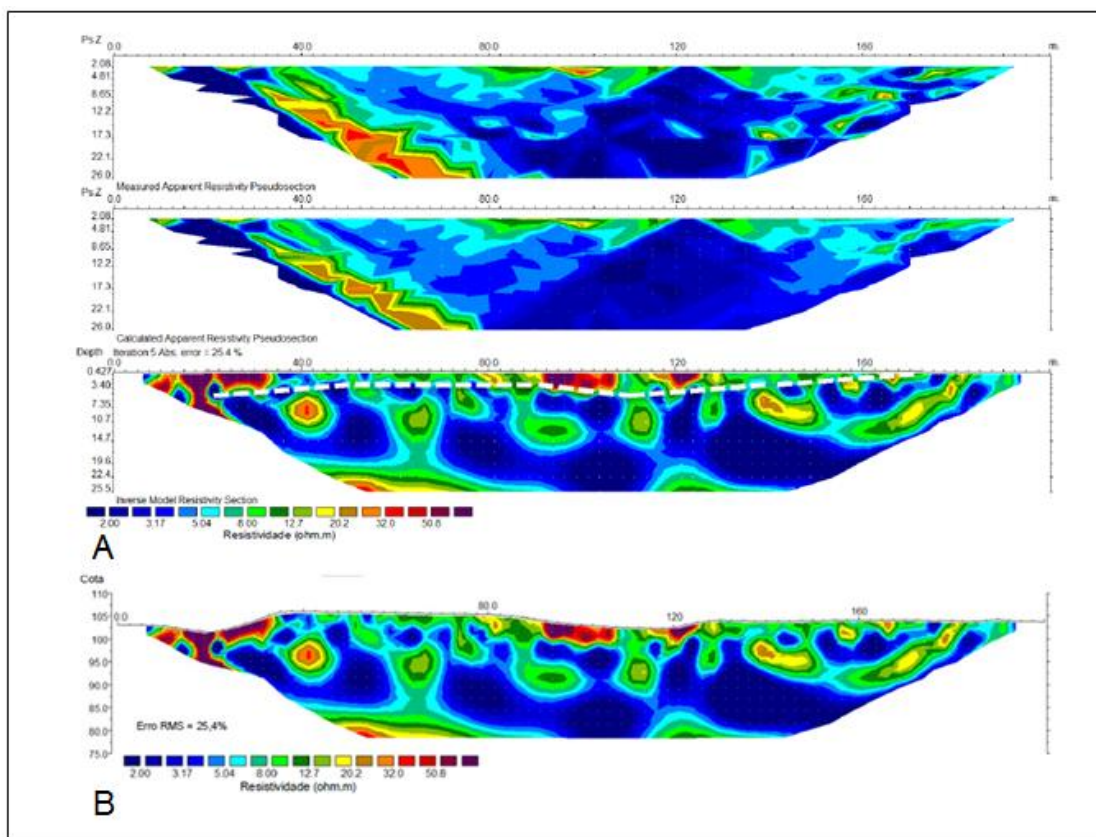 Ps-Z
0.0 40.0 80.0 120 160 m.
2.08
4.81
8.65
12.2
17.3
22.1
26.0
Measured Apparent Resistivity Pseudosection
Ps-Z
0.0 40.0 80.0 120 160 m.
2.08
4.81
8.65
12.2
17.3
22.1
26.0
Calculated Apparent Resistivity Pseudosection
Depth Iteration 5 Abs. error = 25.4 %
0.0 40.0 80.0 120 160 m.
0.427
3.40
7.35
10.7
14.7
19.6
22.4
25.5
Inverse Model Resistivity Section
2.00 3.17 5.04 8.00 12.7 20.2 32.0 50.8
Resistividade (ohm.m)
A
Cota
110
105
100
95.0
90.0
85.0
80.0
75.0
0.0 80.0 120 160
Erro RMS = 25,4%
2.00 3.17 5.04 8.00 12.7 20.2 32.0 50.8
Resistividade (ohm.m)
B